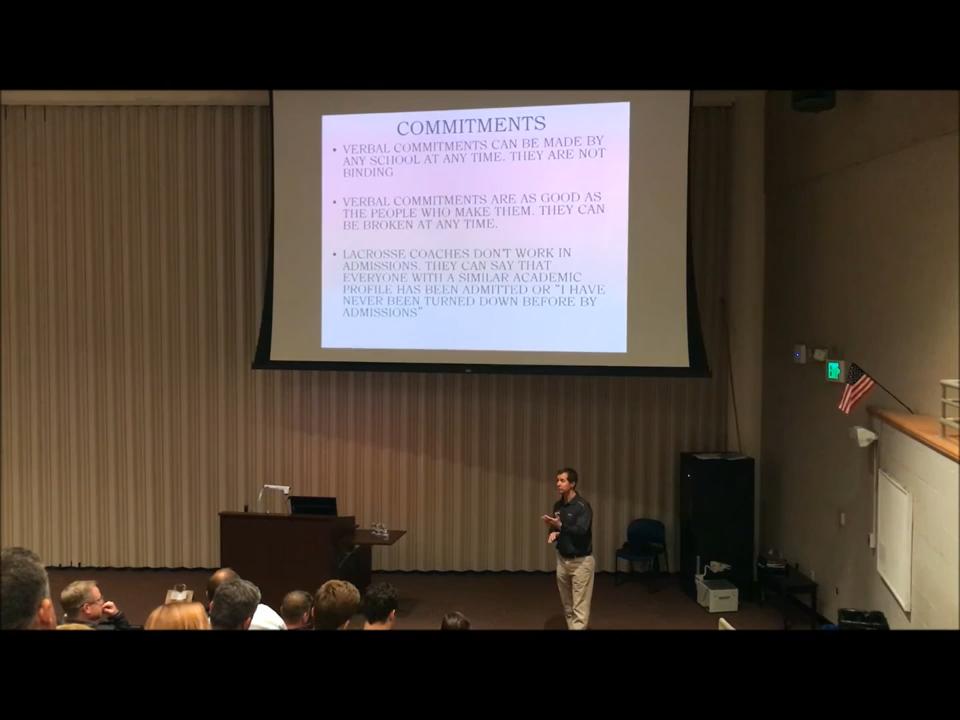 COMMITMENTS
• VERBAL COMMITMENTS CAN BE MADE BY
ANY SCHOOL AT ANY TIME. THEY ARE NOT
BINDING
• VERBAL COMMITMENTS ARE AS GOOD AS
THE PEOPLE WHO MAKE THEM. THEY CAN
BE BROKEN AT ANY TIME.
• LACROSSE COACHES DON'T WORK IN
ADMISSIONS. THEY CAN SAY THAT
EVERYONE WITH A SIMILAR ACADEMIC
PROFILE HAS BEEN ADMITTED OR "I HAVE
NEVER BEEN TURNED DOWN BEFORE BY
ADMISSIONS"